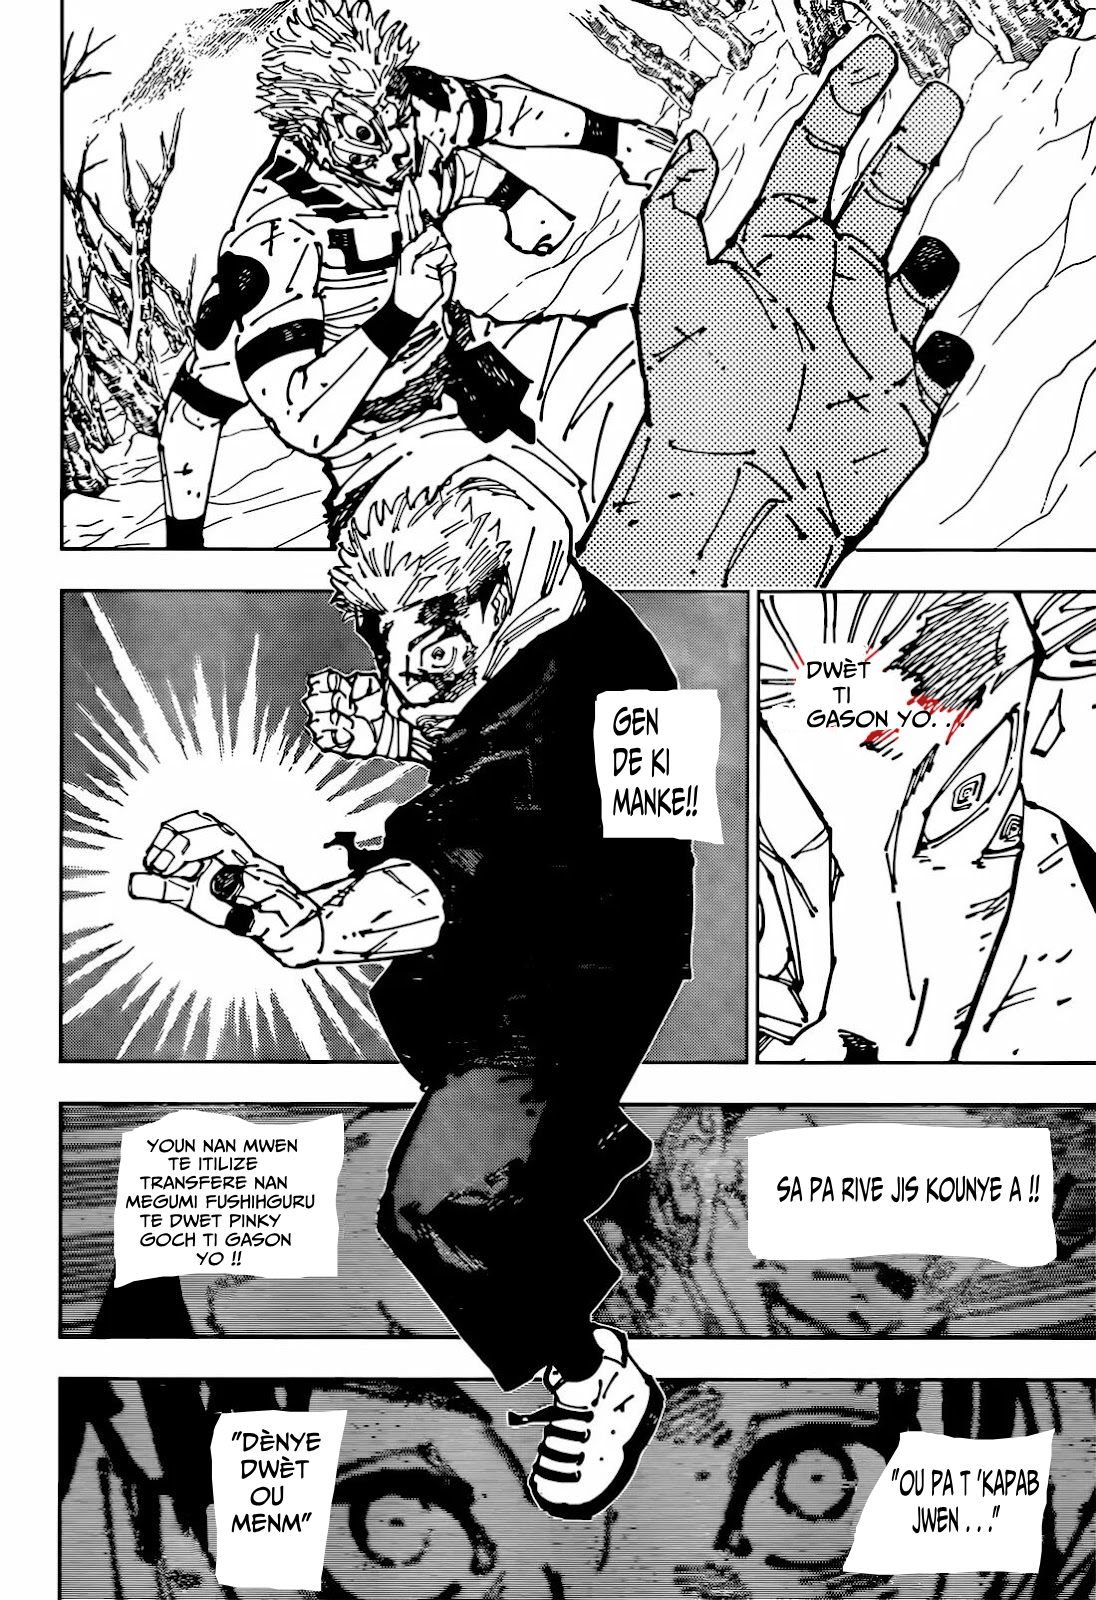 DWÈT
TI
GASON YO. . .
GEN
DE KI
MANKE!!
SA PA RIVE JIS KOUNYE A !!
YOUN NAN MWEN
TE ITILIZE
TRANSFERE NAN
MEGUMI FUSHIHGURU
TE DWET PINKY
GOCH TI GASON
YO !!
"OU PA T 'KAPAB
JWEN . . ."
"DÈNYE
DWÈT
OU
MENM"